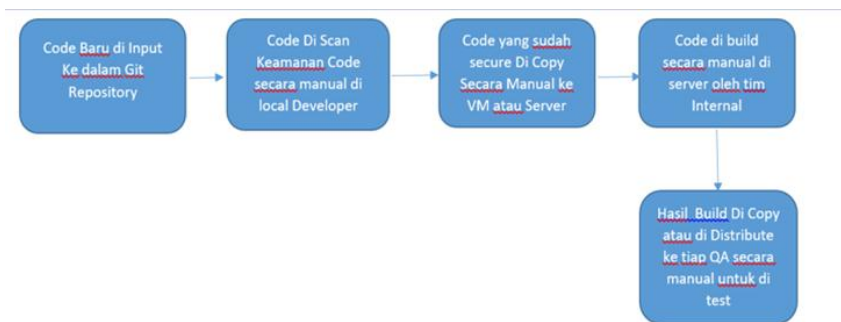 Code Baru di Input
Ke dalam Git
Repository
Code Di Scan
Keamanan Code
secara manual di
local Developer
Code yang sudah
secure Di Copy
Secara Manual ke
VM atau Server
Code di build
secara manual di
server oleh tim
Internal
Hasil Build Di Copy
atau di Distribute
ke tiap QA secara
manual untuk di
test